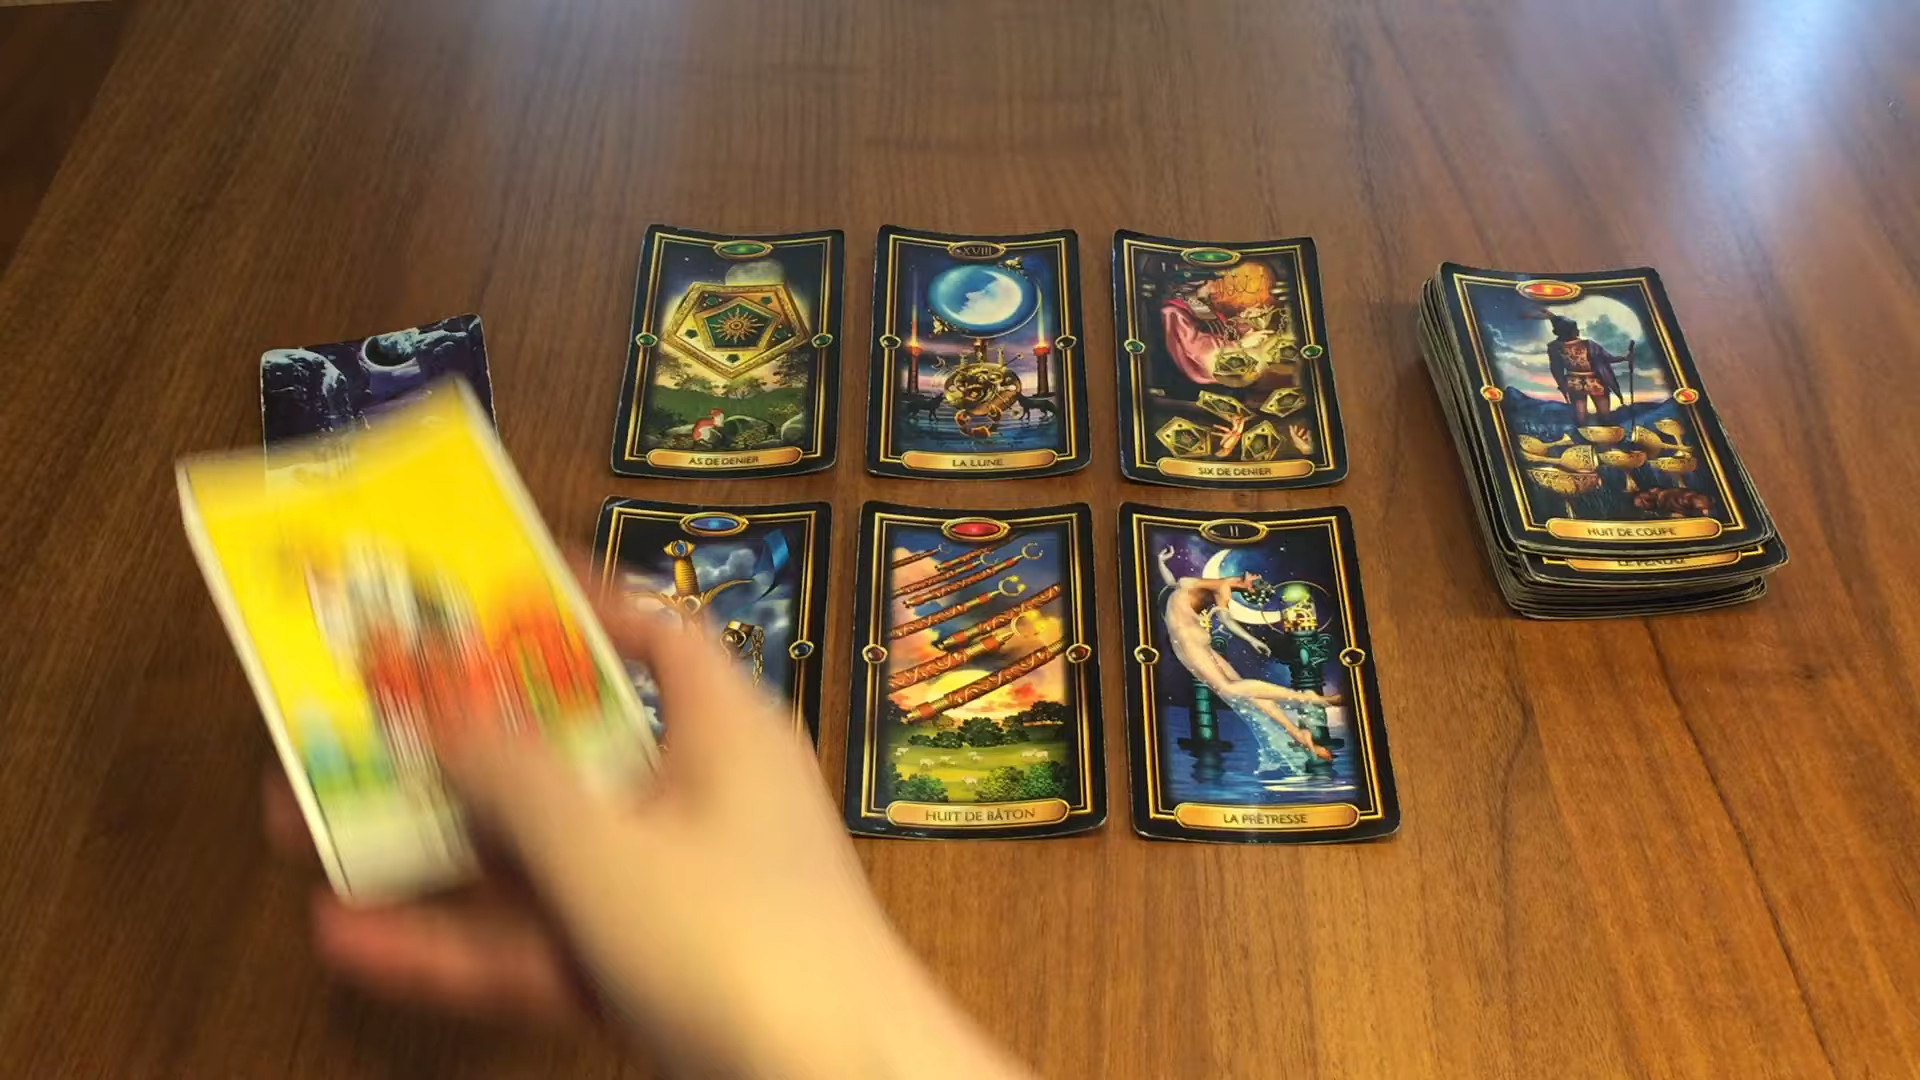 XVIII
AS DE DENIER
LA LUNE
SIX DE DENIER
II
HUIT DE BÂTON
LA PRÊTRESSE
HUIT DE COUPE
LE PENDU